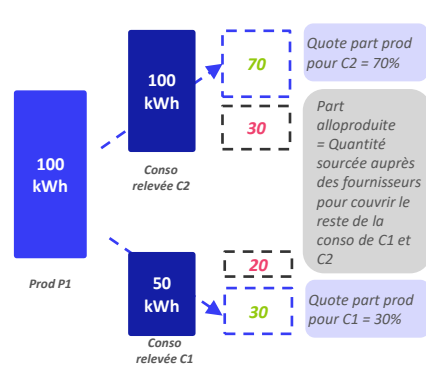 100
kWh
Prod P1
100
kWh
Conso
relevée C2
70
30
Quote part prod
pour C2 = 70%
Part
alloproduite
= Quantité
sourcée auprès
des fournisseurs
pour couvrir le
reste de la
conso de C1 et
C2
50
kWh
Conso
relevée C1
20
30
Quote part prod
pour C1 = 30%